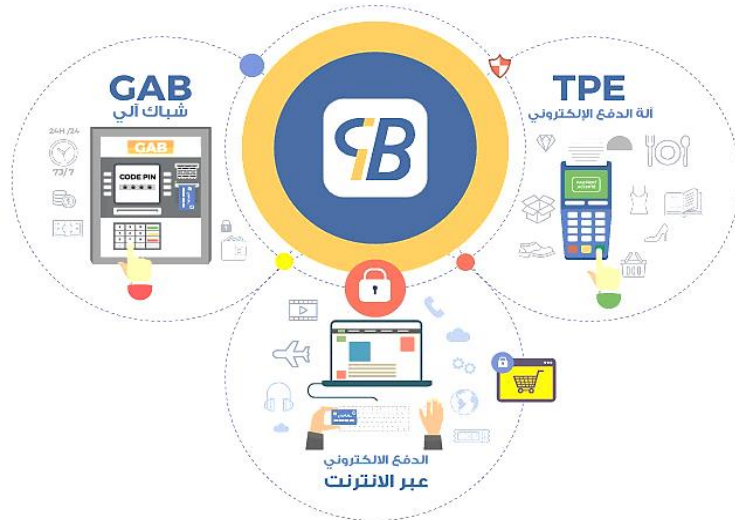 GAB
شباك آلي
24H /24
7J/7
GAB
CODE PIN
TPE
آلة الدفع الإلكتروني
الدفع الالكتروني
عبر الانترنت